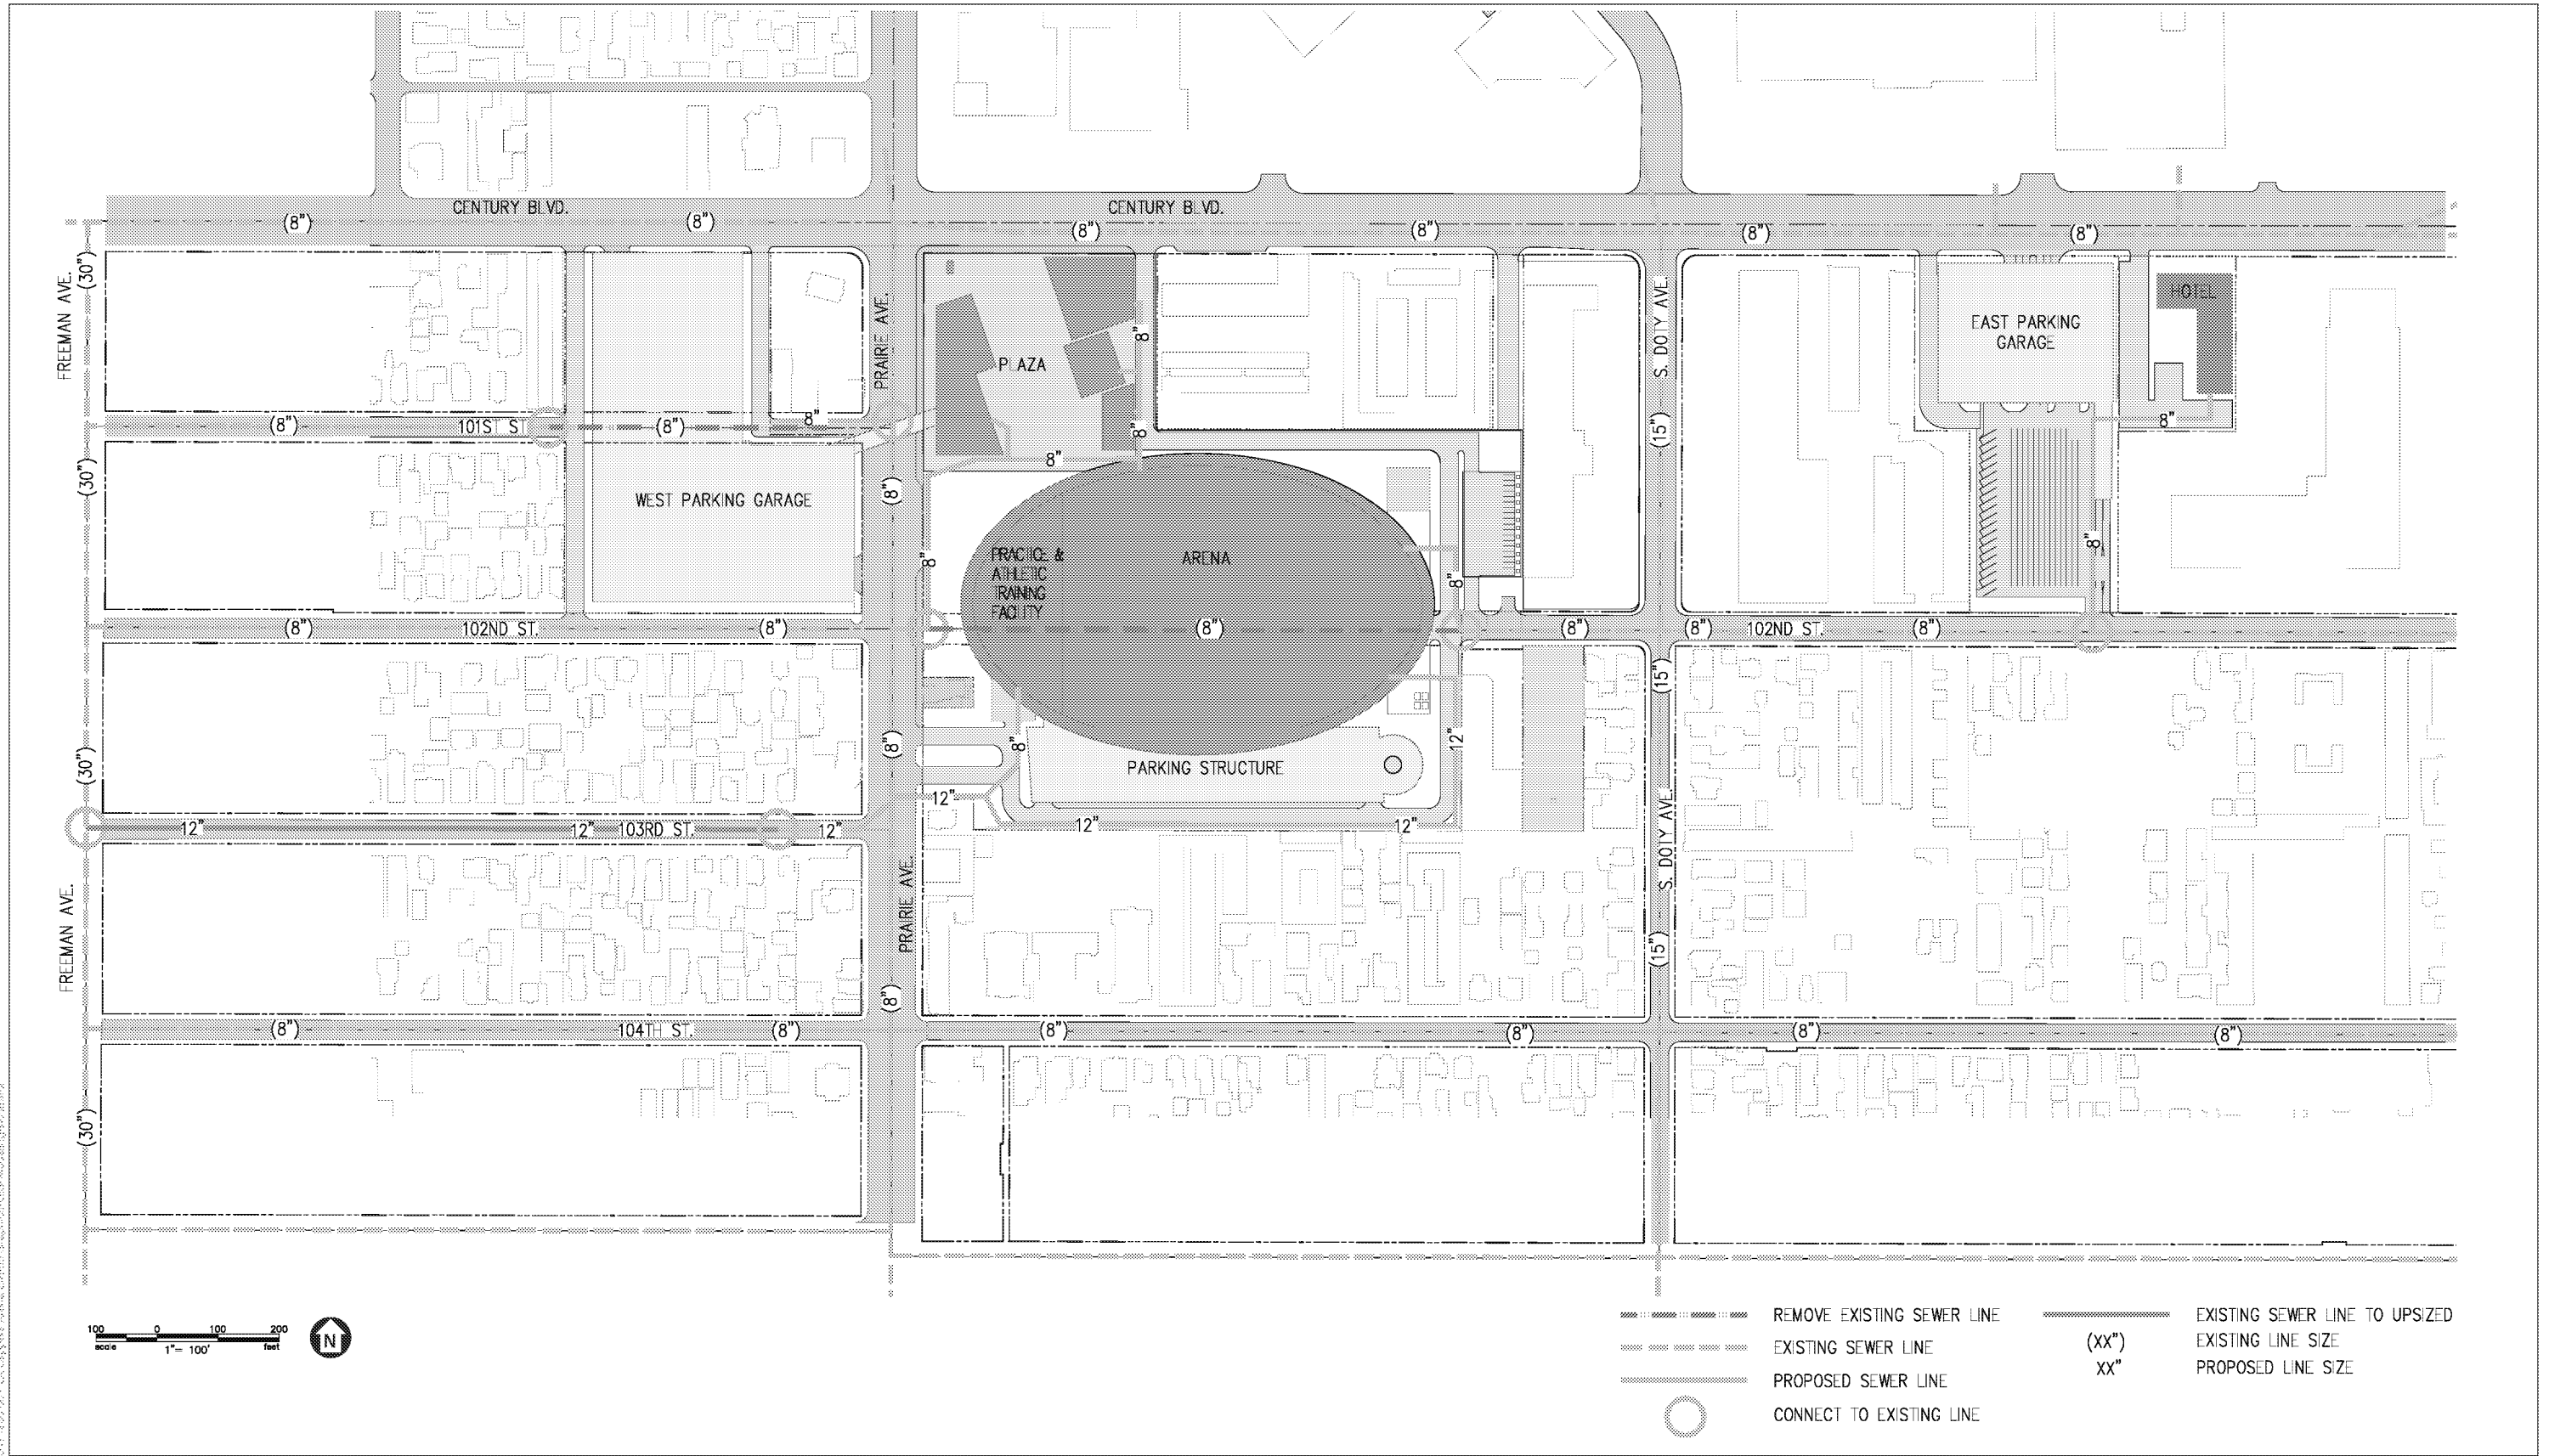 CENTURY BLVD.
CENTURY BLVD.
(8")
(8")
(8")
(8")
(8")
(8")
FREEMAN AVE.
(30")
PRAIRIE AVE.
S. DOTY AVE.
HOTEL
EAST PARKING
GARAGE
8"
PLAZA
(8")
101ST ST
(8")
8"
8"
(15")
8"
8"
(30")
WEST PARKING GARAGE
(8")
PRACTICE &
ATHLETIC
TRAINING
FACILITY
ARENA
8"
8"
8"
(8")
102ND ST.
(8")
(8")
(8")
(8")
102ND ST.
(8")
(15")
(30")
(8")
8"
12"
PARKING STRUCTURE
12"
12"
12"
103RD ST.
12"
12"
12"
S. DOTY AVE.
FREEMAN AVE.
PRAIRIE AVE.
(15")
(8")
(8")
104TH ST.
(8")
(8")
(8")
(8")
(8")
(30")
100 0 100 200
scale 1"= 100' feet
N
REMOVE EXISTING SEWER LINE
EXISTING SEWER LINE
PROPOSED SEWER LINE
CONNECT TO EXISTING LINE
EXISTING SEWER LINE TO UPSIZED
(XX") EXISTING LINE SIZE
XX" PROPOSED LINE SIZE